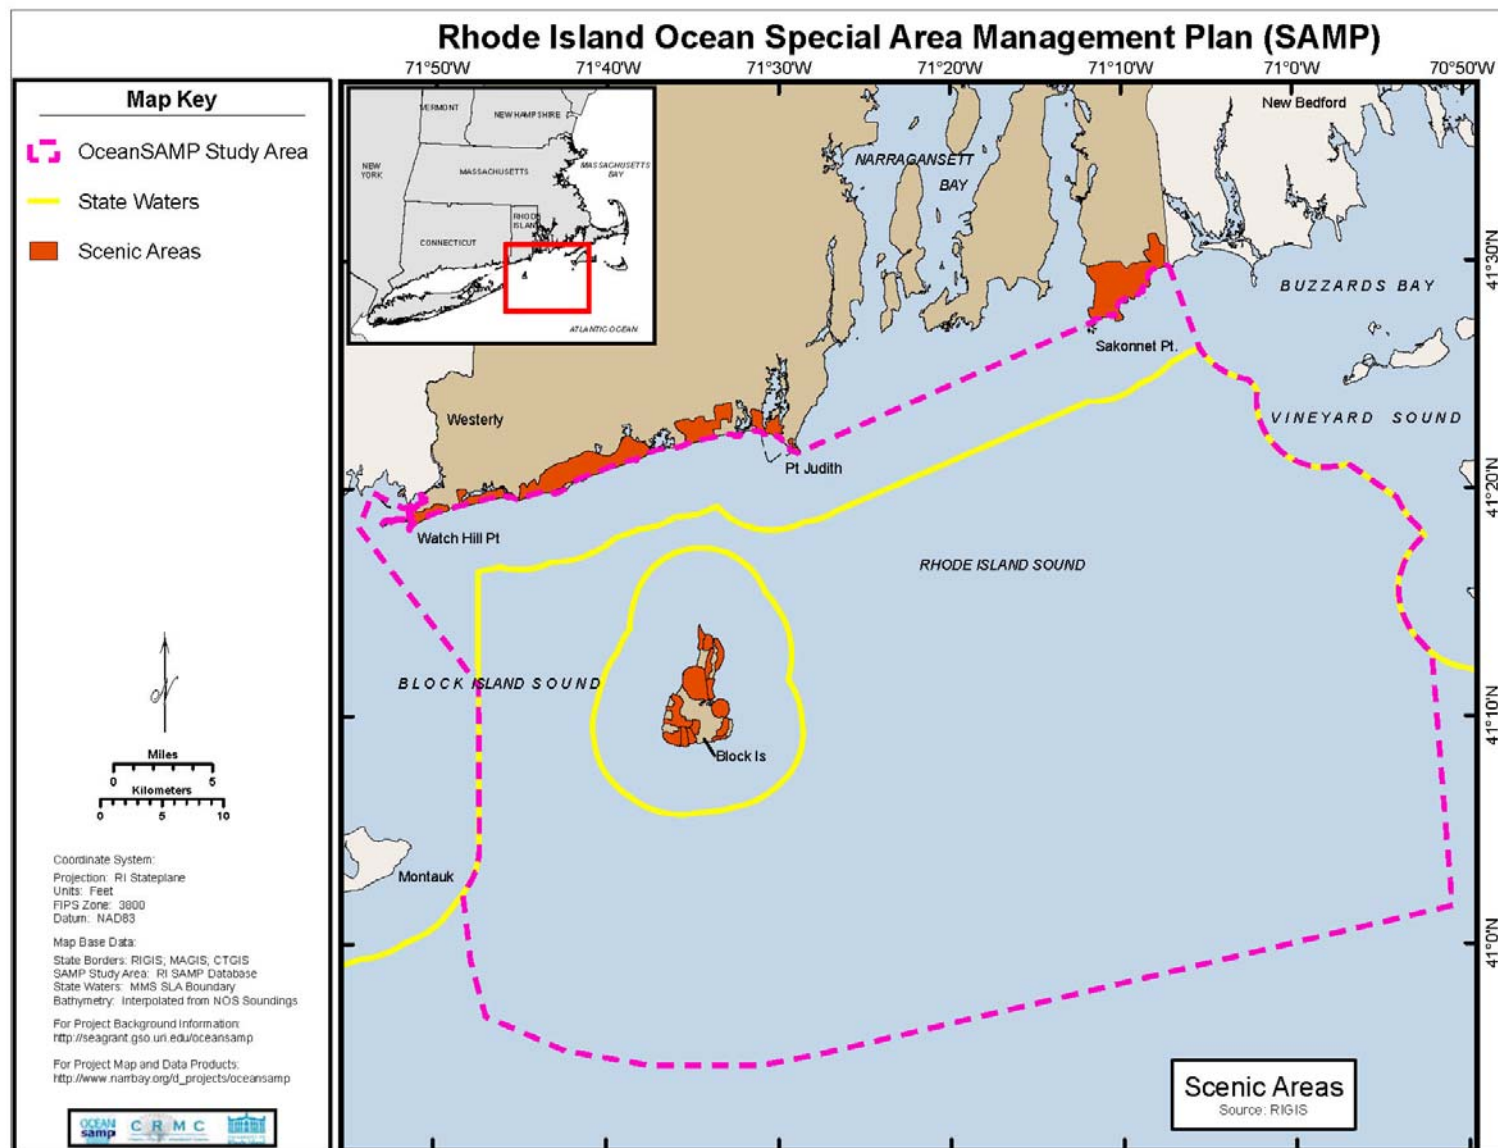 Rhode Island Ocean Special Area Management Plan (SAMP)
71°50'W 71°40'W 71°30'W 71°20'W 71°10'W 71°0'W 70°50'W
Map Key
OceanSAMP Study Area
State Waters
Scenic Areas
VERMONT
NEW HAMPSHIRE
NEW
YORK
MASSACHUSETTS
MASSACHUSETTS
BAY
RHODE
ISLAN
CONNECTICUT
ATLANTIC OCEAN
NARRAGANSETT
BAY
New Bedford
41°30'N
BUZZARDS BAY
Sakonnet Pt.
VINEYARD SOUND
Westerly
Pt Judith
41°20'N
Watch Hill Pt
RHODE ISLAND SOUND
BLOCK ISLAND SOUND
41°10'N
Block Is
Montauk
41°0'N
N
Miles
0 5
Kilometers
0 5 10
Coordinate System:
Projection: RI Stateplane
Units: Feet
FIPS Zone: 3800
Datum: NAD83
Map Base Data:
State Borders: RIGIS; MAGIS, CTGIS
SAMP Study Area: RI SAMP Database
State Waters: MMS SLA Boundary
Bathymetry: Interpolated from NOS Soundings
For Project Background Information:
http://seagrant.gso.uri.edu/oceansamp
For Project Map and Data Products:
http://www.narrbay.org/d_projects/oceansamp
OCEAN
samp
C R M C
Scenic Areas
Source: RIGIS